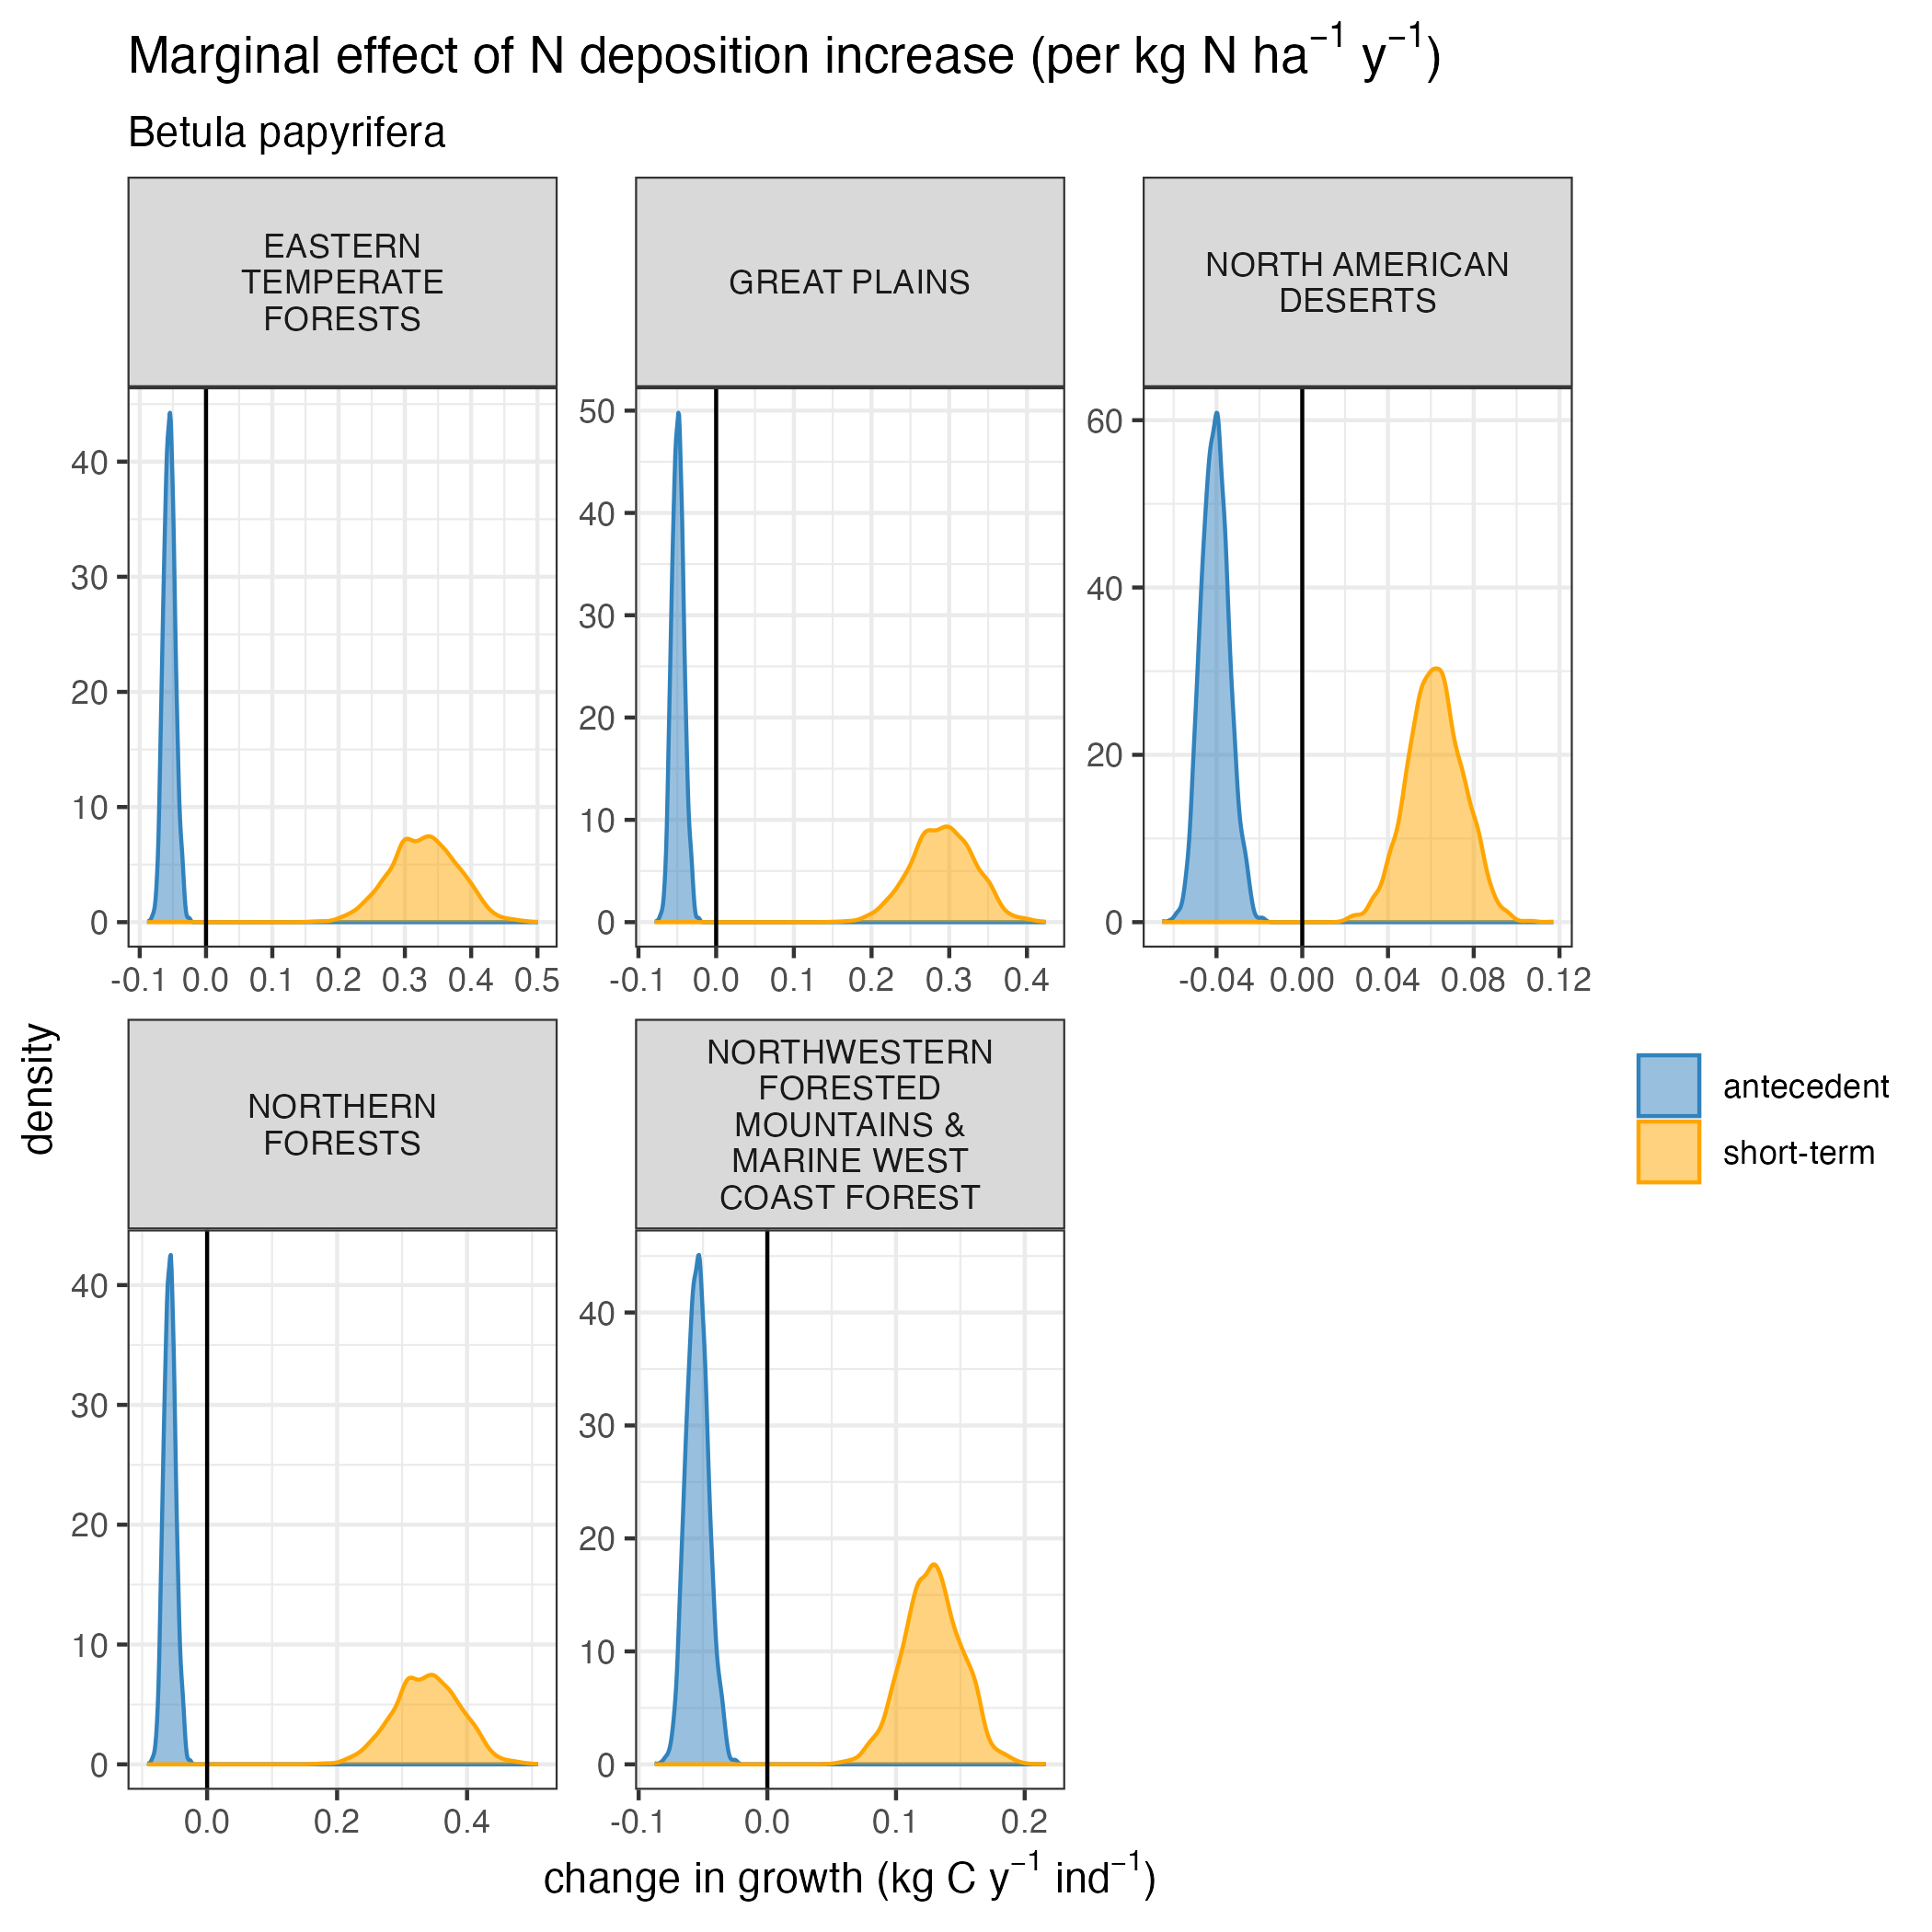 Marginal effect of N deposition increase (per kg N ha⁻¹ y⁻¹)
Betula papyrifera
EASTERN
TEMPERATE
FORESTS
GREAT PLAINS
NORTH AMERICAN
DESERTS
40
30
20
10
0
-0.1 0.0 0.1 0.2 0.3 0.4 0.5
50
40
30
20
10
0
-0.1 0.0 0.1 0.2 0.3 0.4
60
40
20
0
-0.04 0.00 0.04 0.08 0.12
density
NORTHERN
FORESTS
NORTHWESTERN
FORESTED
MOUNTAINS &
MARINE WEST
COAST FOREST
40
30
20
10
0
0.0 0.2 0.4
40
30
20
10
0
-0.1 0.0 0.1 0.2
change in growth (kg C y⁻¹ ind⁻¹)
antecedent
short-term